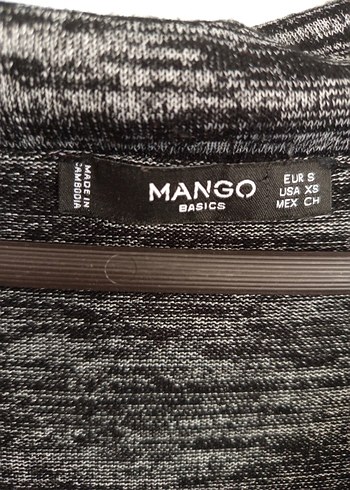 MADE IN
CAMBODIA
MANGO
BASICS
EUR S
USA XS
MEX CH